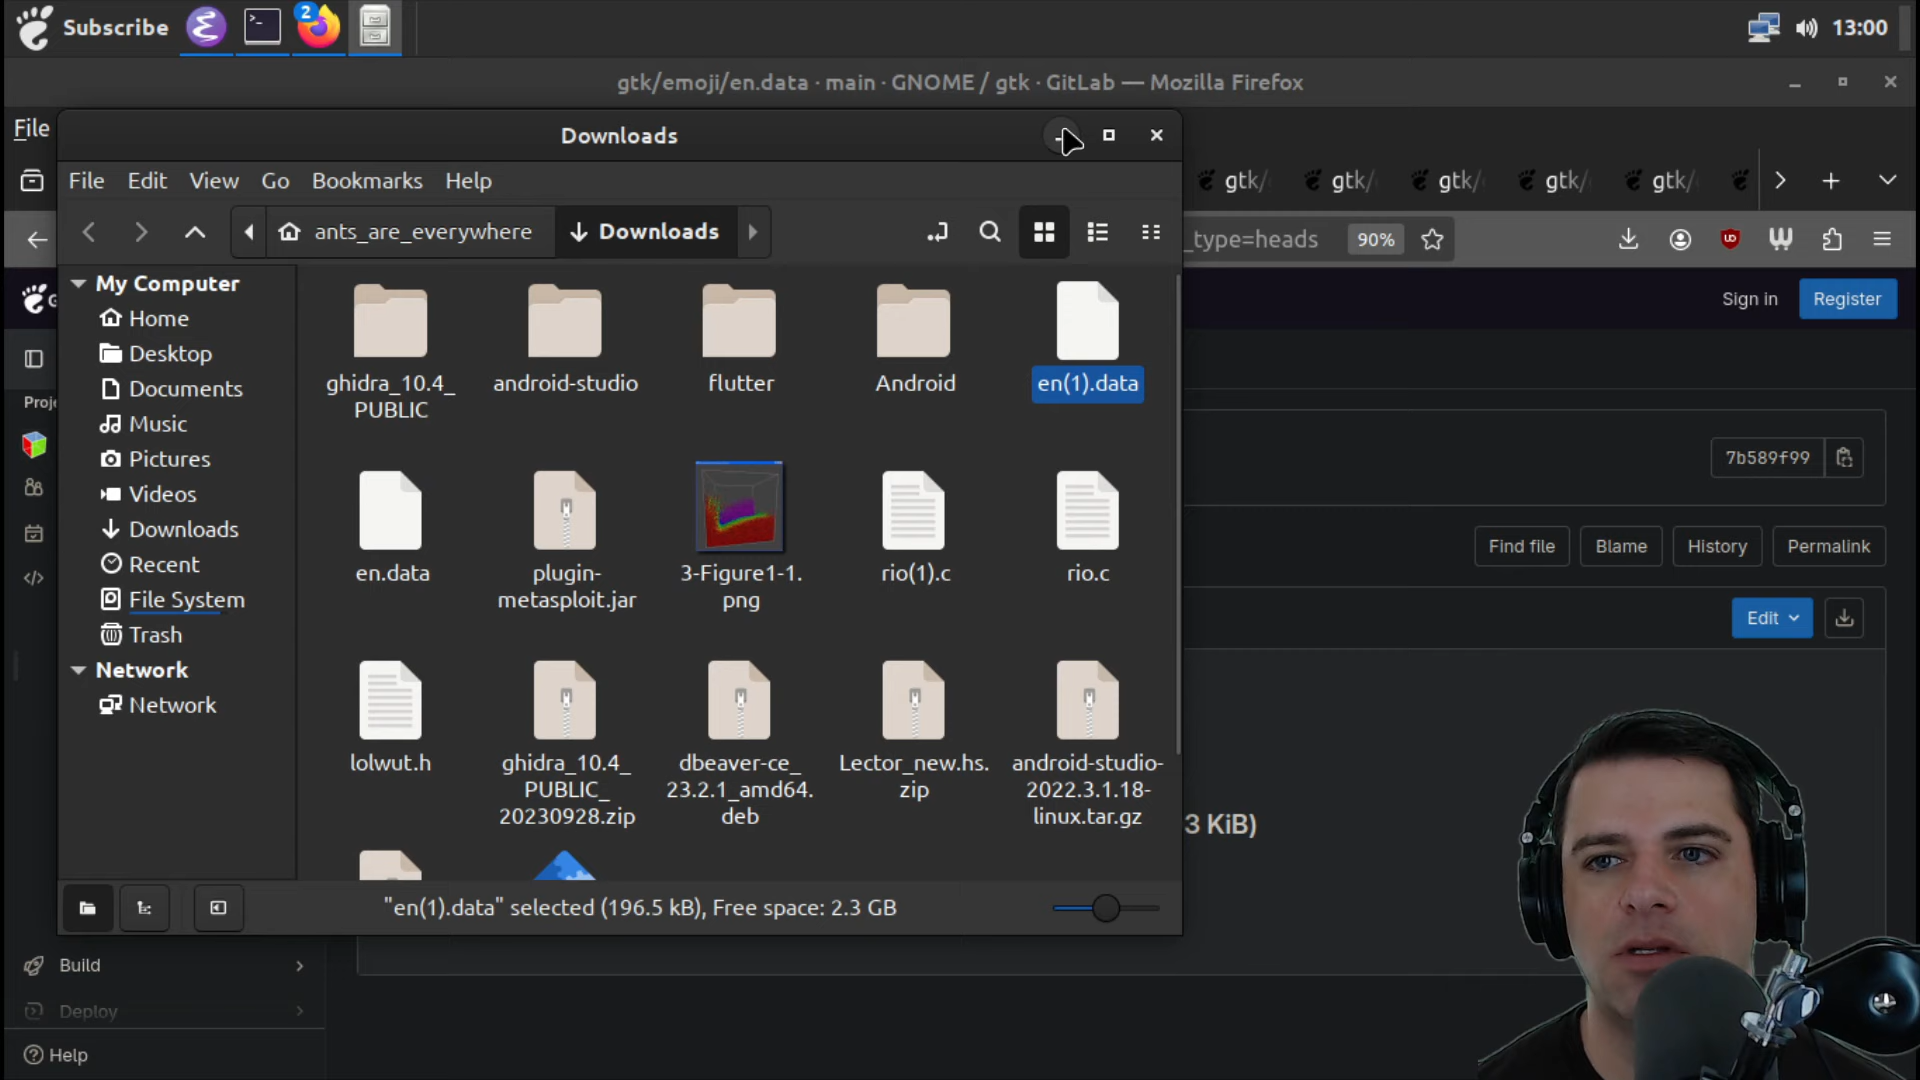 Subscribe
2
13:00
gtk/emoji/en.data · main · GNOME / gtk · GitLab — Mozilla Firefox
File
Downloads
gtk/
gtk/
gtk/
gtk/
gtk/
File Edit View Go Bookmarks Help
ants_are_everywhere
Downloads
_type=heads
90%
Sign in
Register
My Computer
Home
Desktop
Documents
Music
Pictures
Videos
Downloads
Recent
File System
Trash
Network
Network
ghidra_10.4_
PUBLIC
android-studio
flutter
Android
en(1).data
en.data
plugin-
metasploit.jar
3-Figure1-1.
png
rio(1).c
rio.c
lolwut.h
ghidra_10.4_
PUBLIC_
20230928.zip
dbeaver-ce_
23.2.1_amd64.
deb
Lector_new.hs.
zip
android-studio-
2022.3.1.18-
linux.tar.gz
"en(1).data" selected (196.5 kB), Free space: 2.3 GB
Proje
7b589f99
Find file
Blame
History
Permalink
Edit
3 KiB)
Build
Deploy
Help